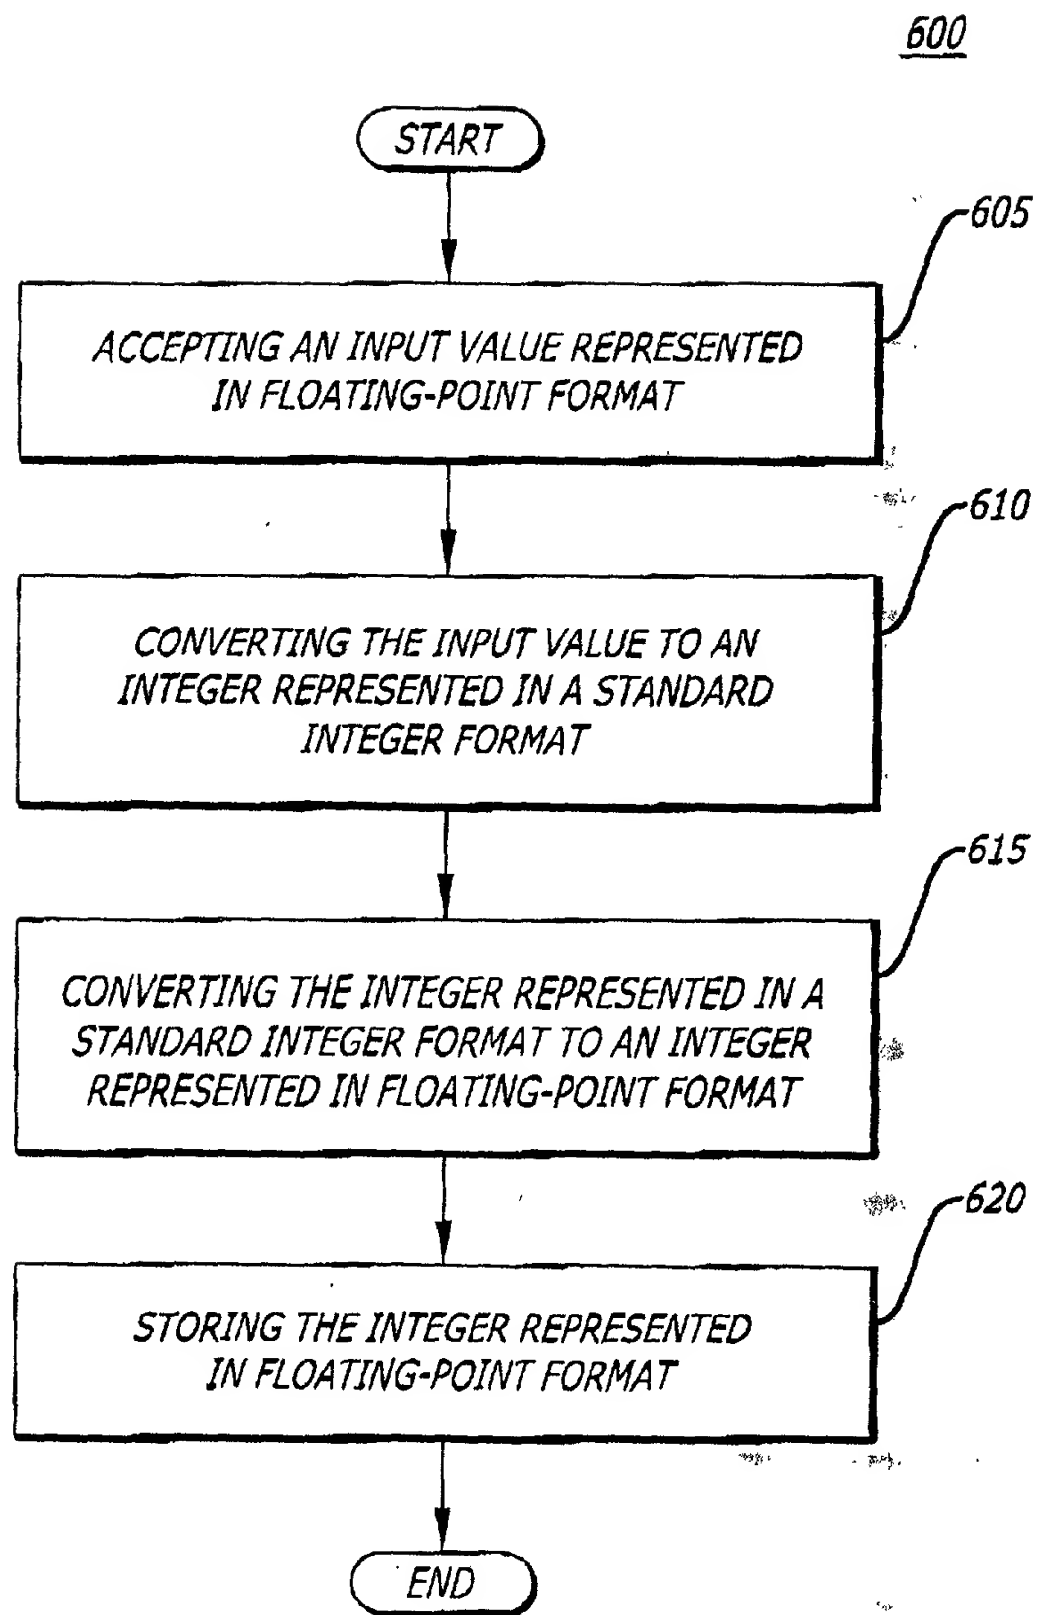 600
START
605
ACCEPTING AN INPUT VALUE REPRESENTED
IN FLOATING-POINT FORMAT
610
CONVERTING THE INPUT VALUE TO AN
INTEGER REPRESENTED IN A STANDARD
INTEGER FORMAT
615
CONVERTING THE INTEGER REPRESENTED IN A
STANDARD INTEGER FORMAT TO AN INTEGER
REPRESENTED IN FLOATING-POINT FORMAT
620
STORING THE INTEGER REPRESENTED
IN FLOATING-POINT FORMAT
END